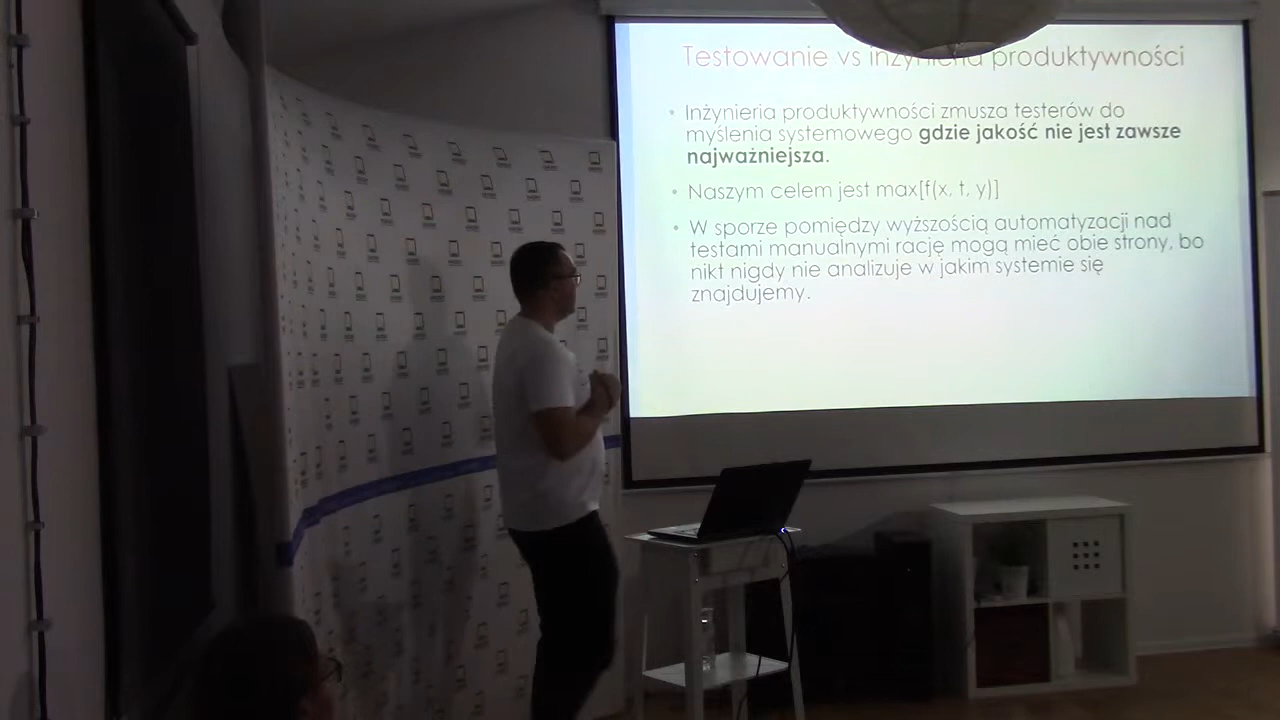 Testowanie vs inżynieria produktywności
Inżynieria produktywności zmusza testerów do
myślenia systemowego gdzie jakość nie jest zawsze
najważniejsza.
Naszym celem jest max[f(x, t, y)]
W sporze pomiędzy wyższością automatyzacji nad
testami manualnymi rację mogą mieć obie strony, bo
nikt nigdy nie analizuje w jakim systemie się
znajdujemy.